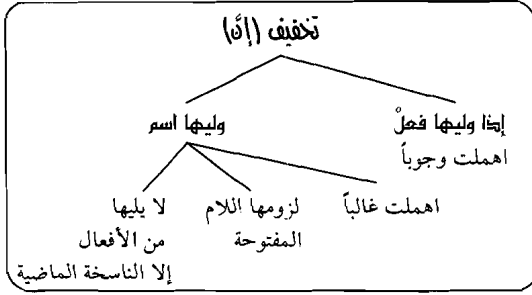 تخفيف (إنَّ)
إذا وليها فعلْ
اهملت وجوباً
وليها اسم
اهملت غالباً
لزومها اللام
المفتوحة
لا يليها
من الأفعال
إلا الناسخة الماضية